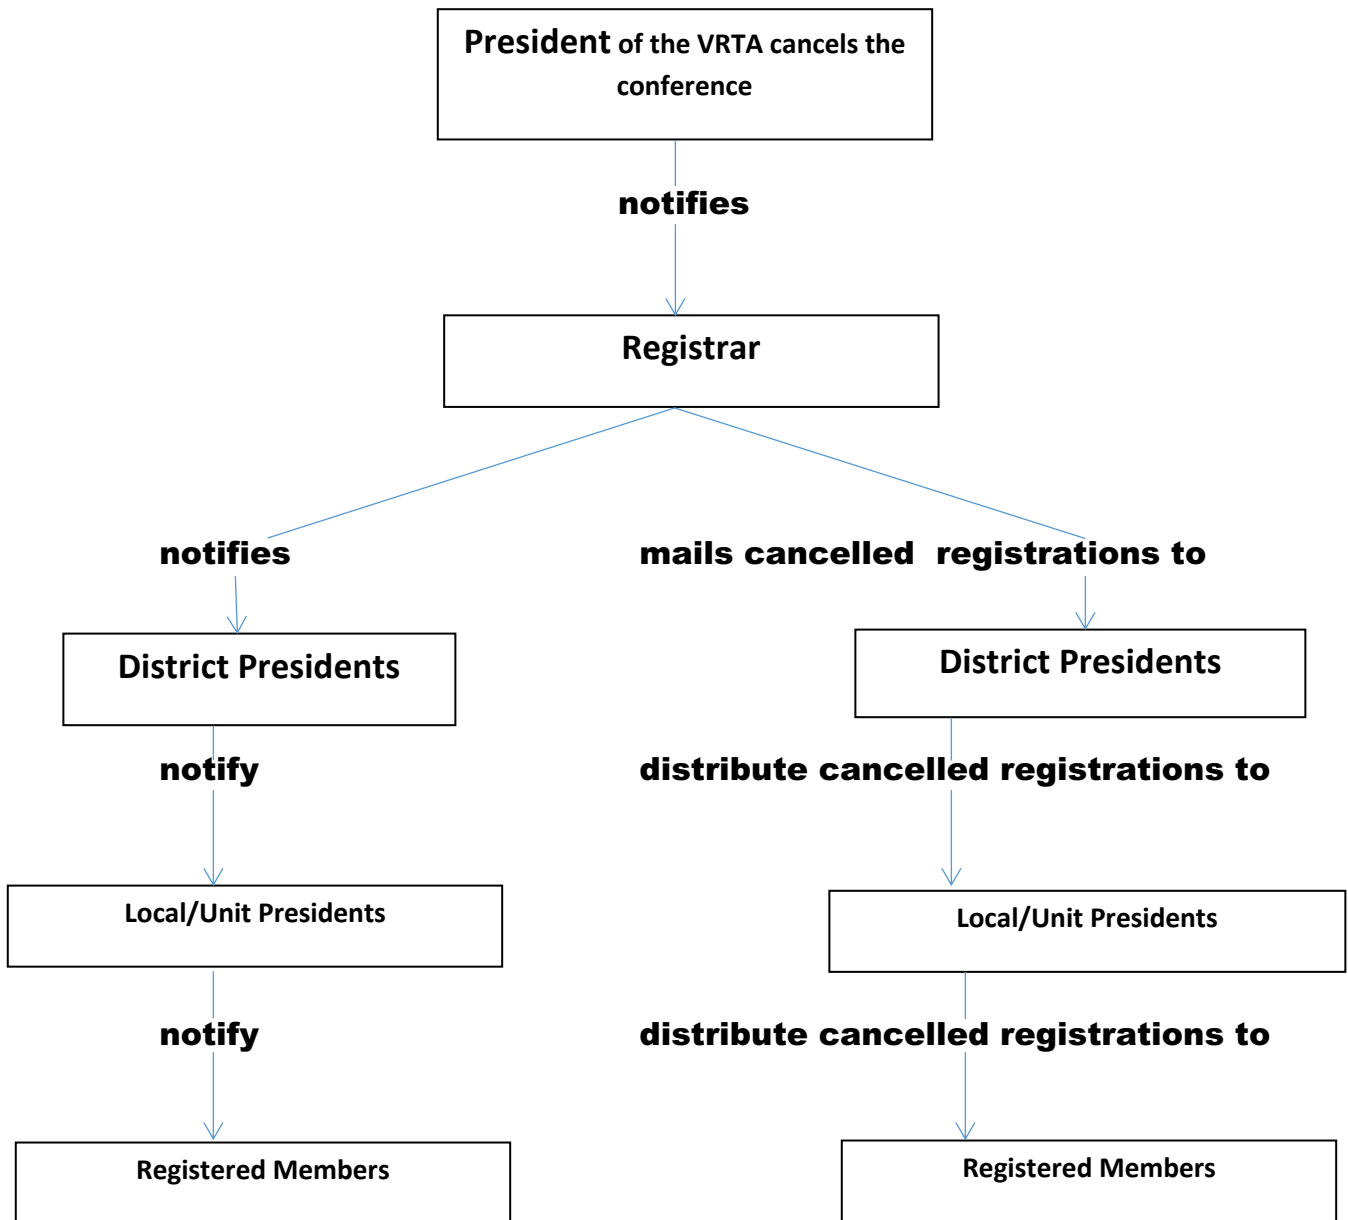 President of the VRTA cancels the
conference
notifies
Registrar
notifies
mails cancelled registrations to
District Presidents
District Presidents
notify
distribute cancelled registrations to
Local/Unit Presidents
Local/Unit Presidents
notify
distribute cancelled registrations to
Registered Members
Registered Members